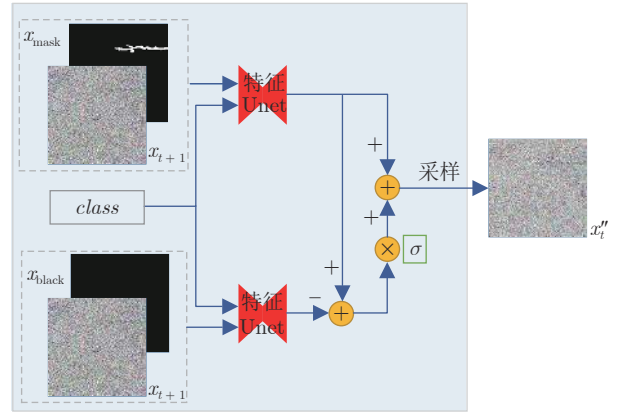 x_mask
x_{t+1}
特征
Unet
class
x_black
x_{t+1}
特征
Unet
+
+
+
+
−
+
×
σ
采样
x''_t